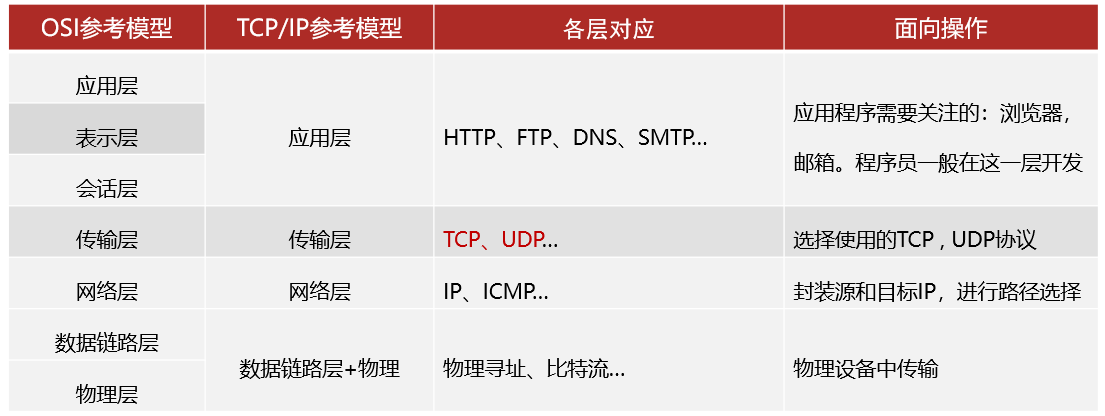 OSI参考模型
TCP/IP参考模型
各层对应
面向操作
应用层
表示层
会话层
应用层
HTTP、FTP、DNS、SMTP...
应用程序需要关注的：浏览器，
邮箱。程序员一般在这一层开发
传输层
传输层
TCP、UDP...
选择使用的TCP , UDP协议
网络层
网络层
IP、ICMP...
封装源和目标IP，进行路径选择
数据链路层
物理层
数据链路层+物理
物理寻址、比特流...
物理设备中传输